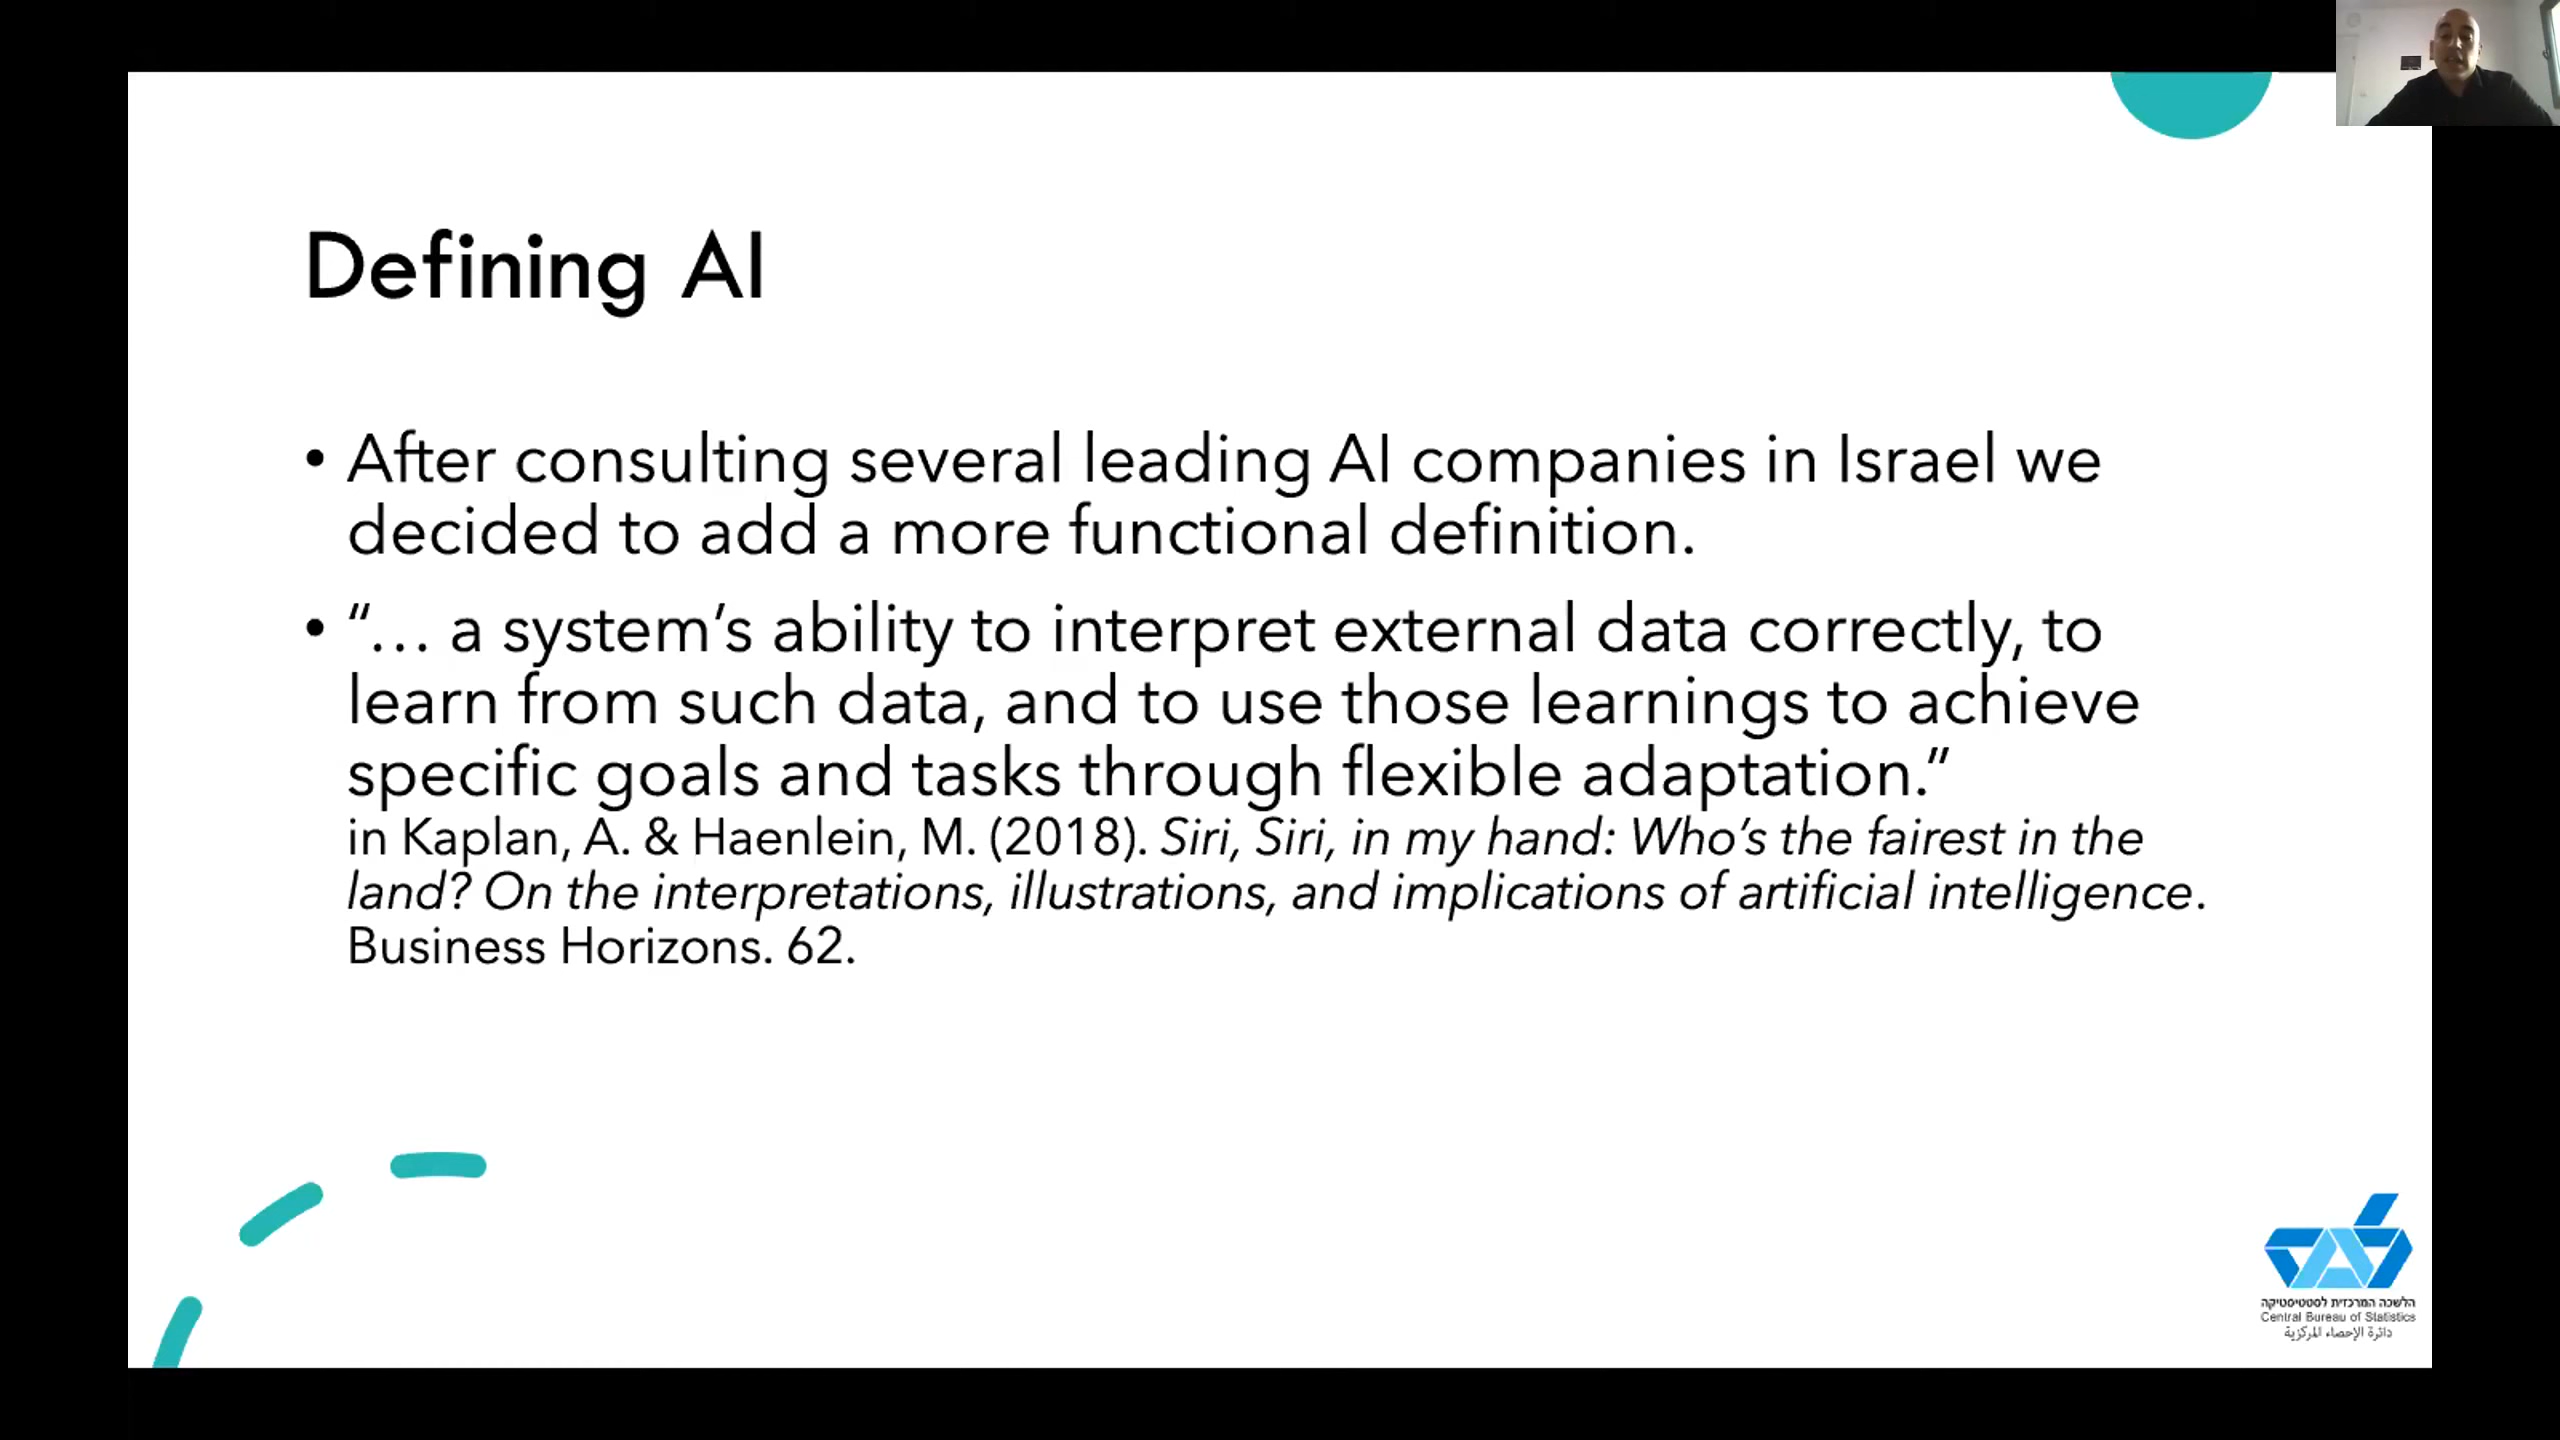 Defining AI
• After consulting several leading AI companies in Israel we
decided to add a more functional definition.
• “… a system’s ability to interpret external data correctly, to
learn from such data, and to use those learnings to achieve
specific goals and tasks through flexible adaptation.”
in Kaplan, A. & Haenlein, M. (2018). Siri, Siri, in my hand: Who’s the fairest in the
land? On the interpretations, illustrations, and implications of artificial intelligence.
Business Horizons. 62.
הלשכה המרכזית לסטטיסטיקה
Central Bureau of Statistics
دائرة الإحصاء المركزية